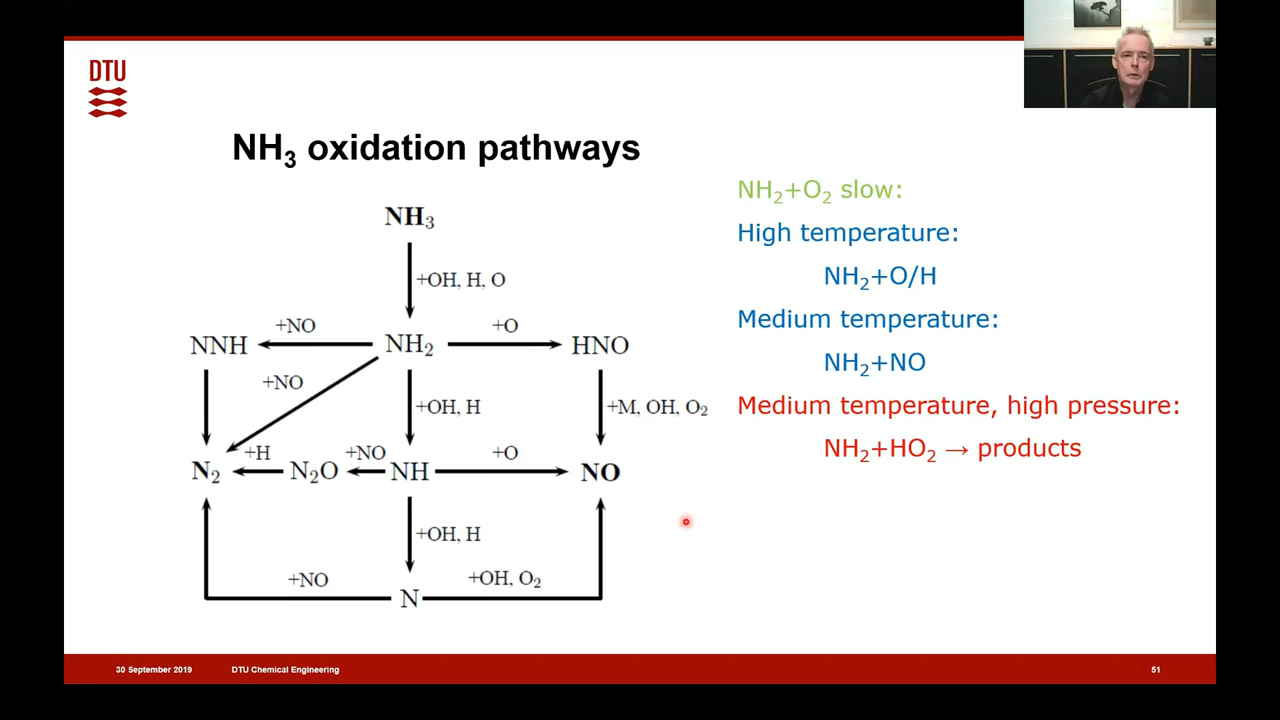 DTU
NH₃ oxidation pathways
NH₃
+OH, H, O
NNH
+NO
NH₂
+O
HNO
+NO
+OH, H
+M, OH, O₂
N₂
+H
N₂O
+NO
NH
+O
NO
+OH, H
+NO
N
+OH, O₂
NH₂+O₂ slow:
High temperature:
NH₂+O/H
Medium temperature:
NH₂+NO
Medium temperature, high pressure:
NH₂+HO₂ → products
30 September 2019
DTU Chemical Engineering
51